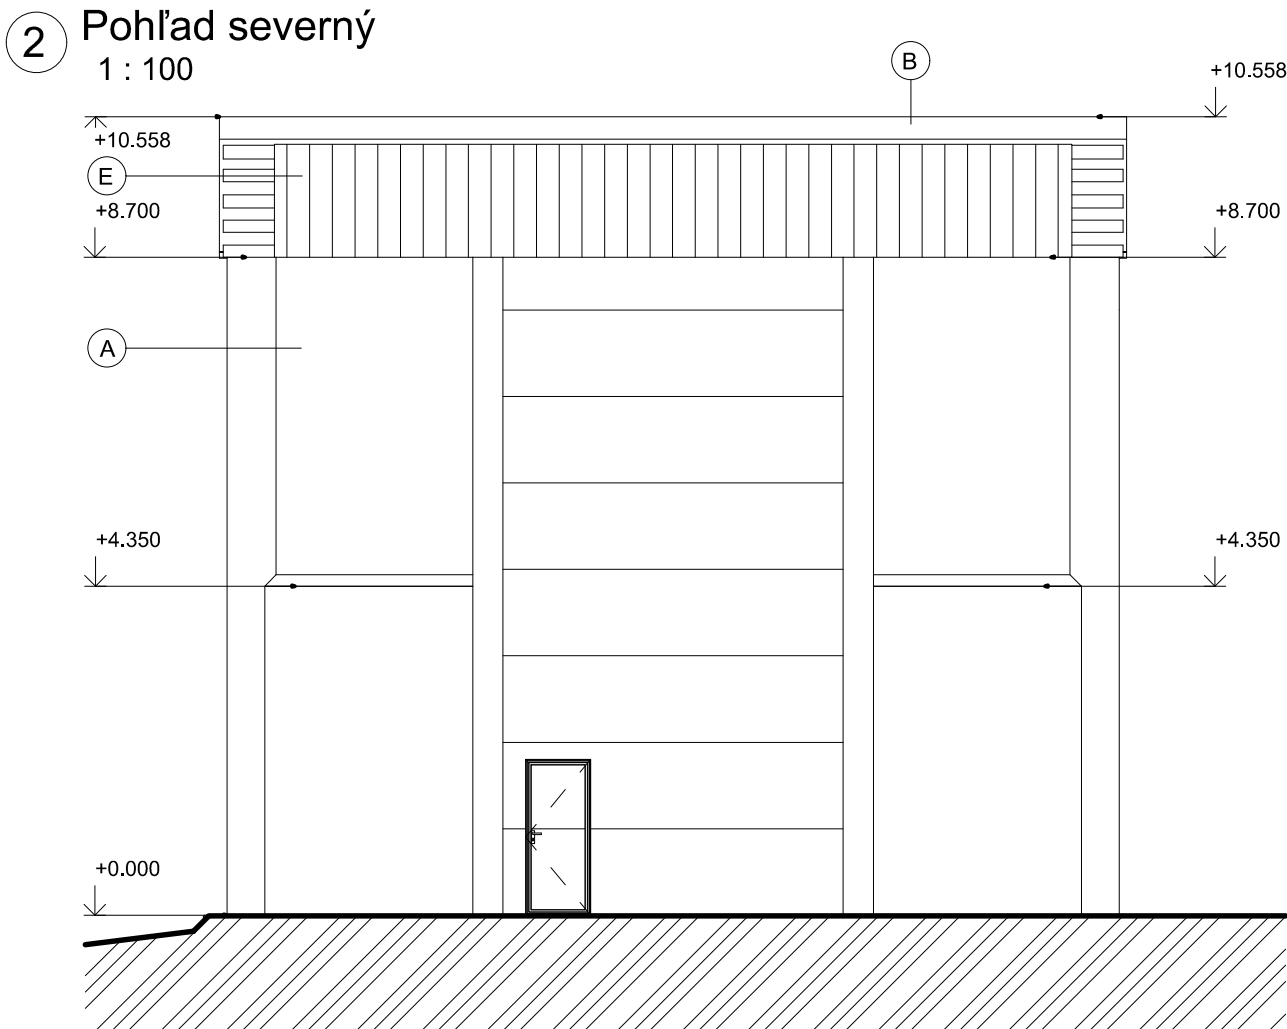 2 Pohľad severný
1 : 100
B
+10.558
+10.558
E
+8.700
+8.700
A
+4.350
+4.350
+0.000